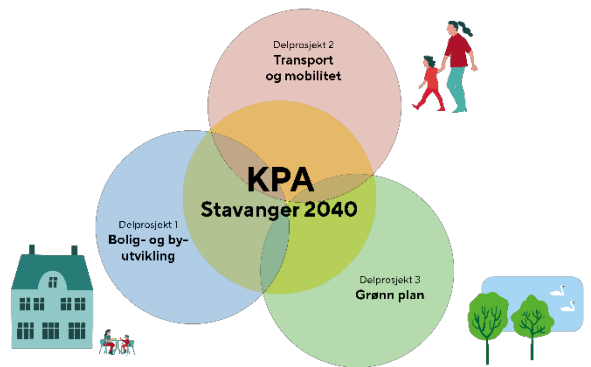 Delprosjekt 2
Transport
og mobilitet
KPA
Stavanger 2040
Delprosjekt 1
Bolig- og by-
utvikling
Delprosjekt 3
Grønn plan